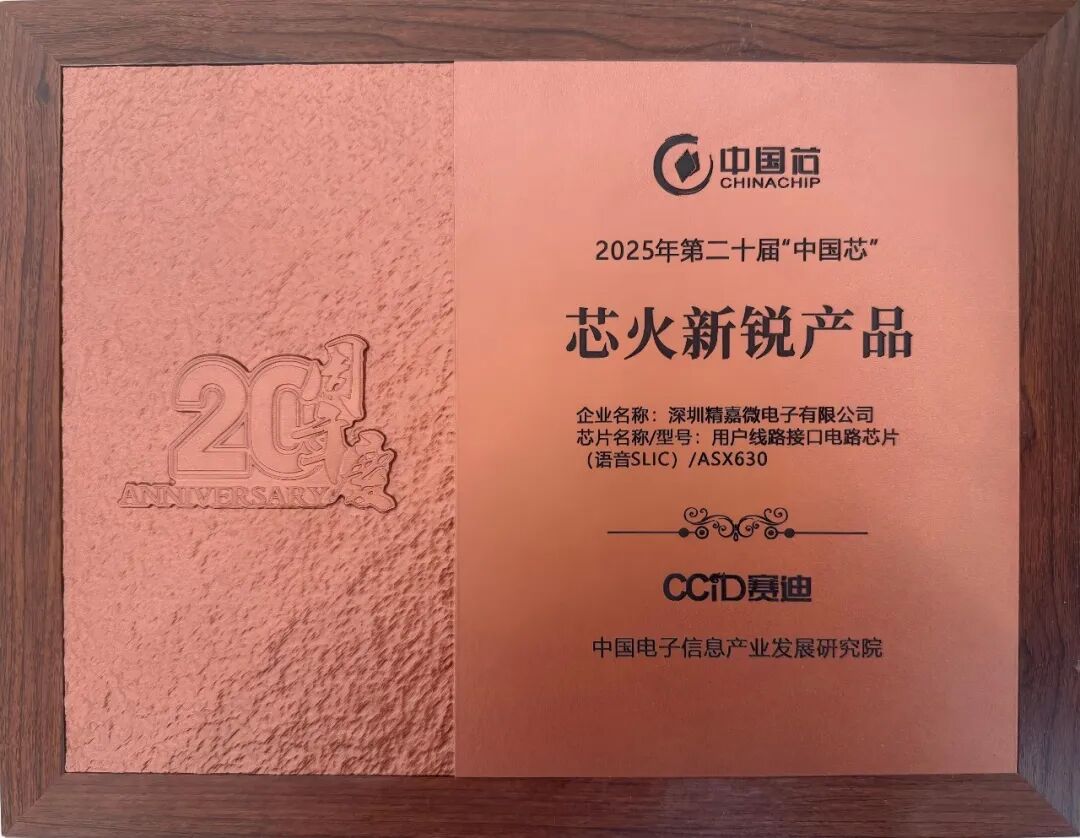 20周年庆
ANNIVERSARY
中国芯
CHINACHIP
2025年第二十届“中国芯”
芯火新锐产品
企业名称：深圳精嘉微电子有限公司
芯片名称/型号：用户线路接口电路芯片
（语音SLIC）/ASX630
CCID赛迪
中国电子信息产业发展研究院